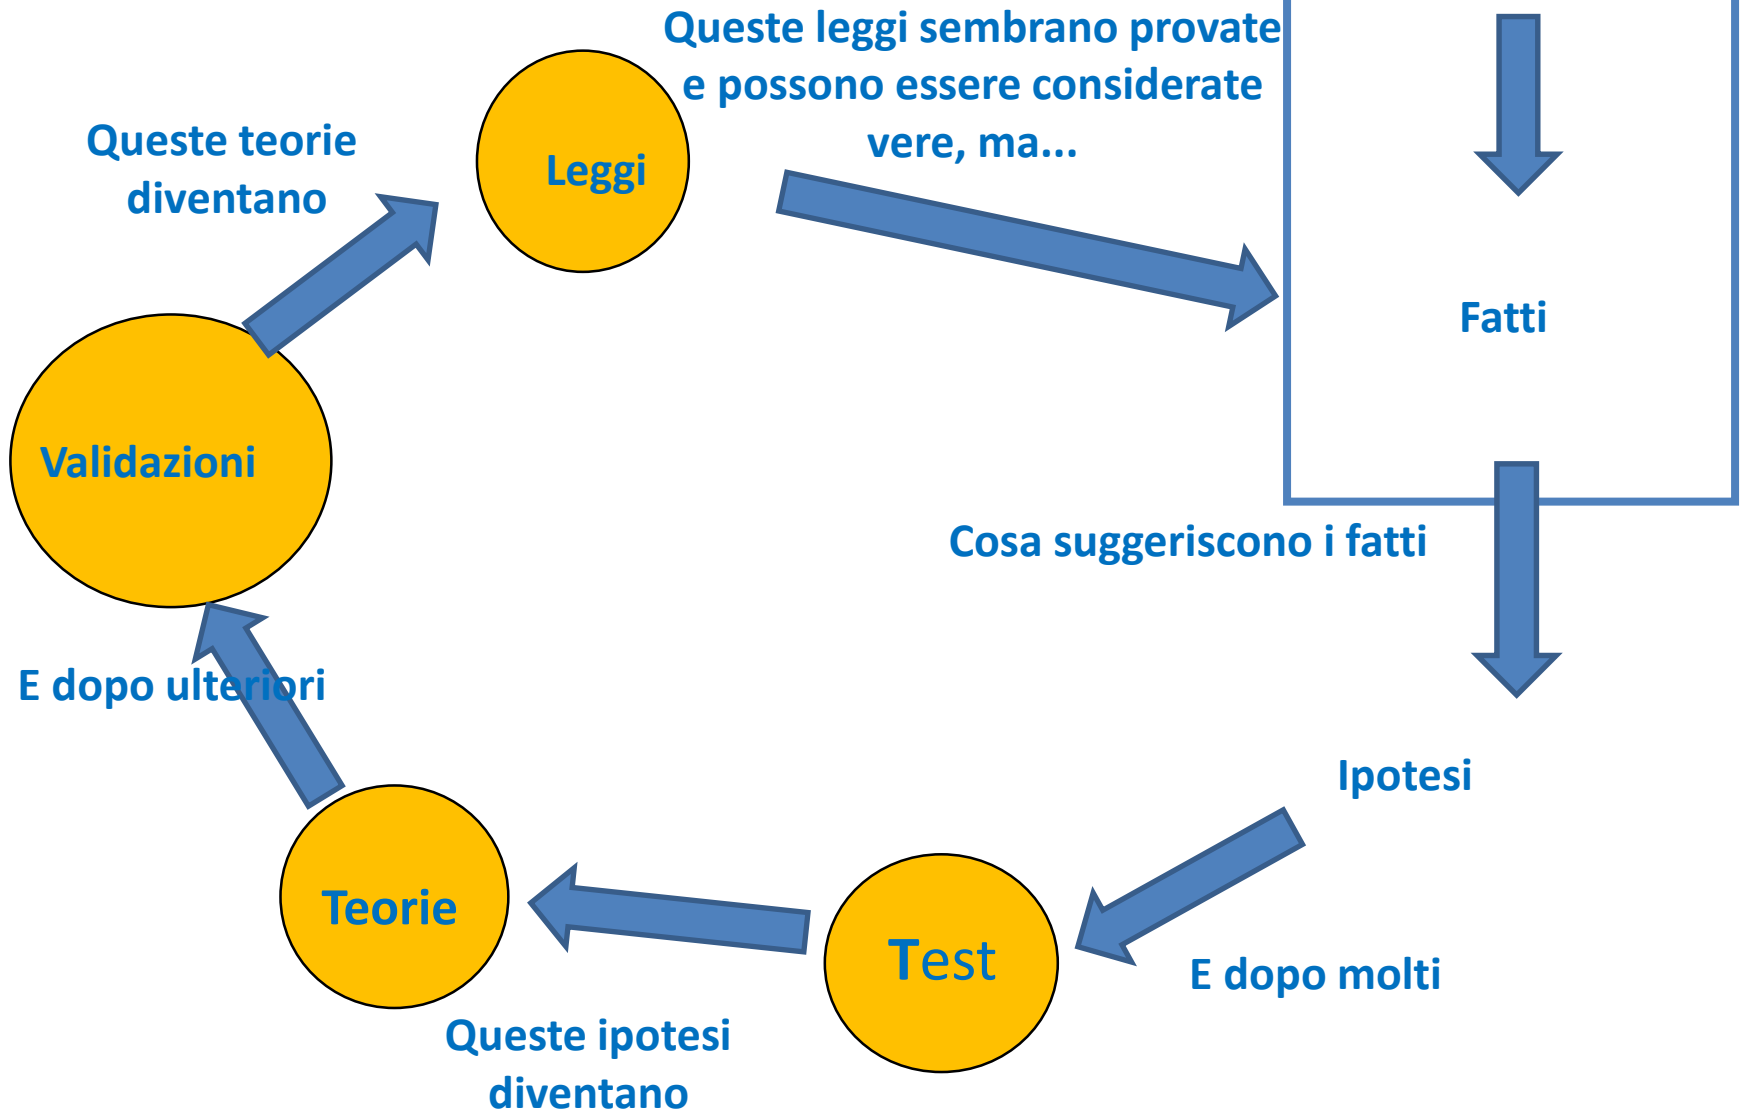 Queste leggi sembrano provate
e possono essere considerate
vere, ma...
Queste teorie
diventano
Leggi
Fatti
Validazioni
Cosa suggeriscono i fatti
E dopo ulteriori
Ipotesi
Teorie
Test
E dopo molti
Queste ipotesi
diventano